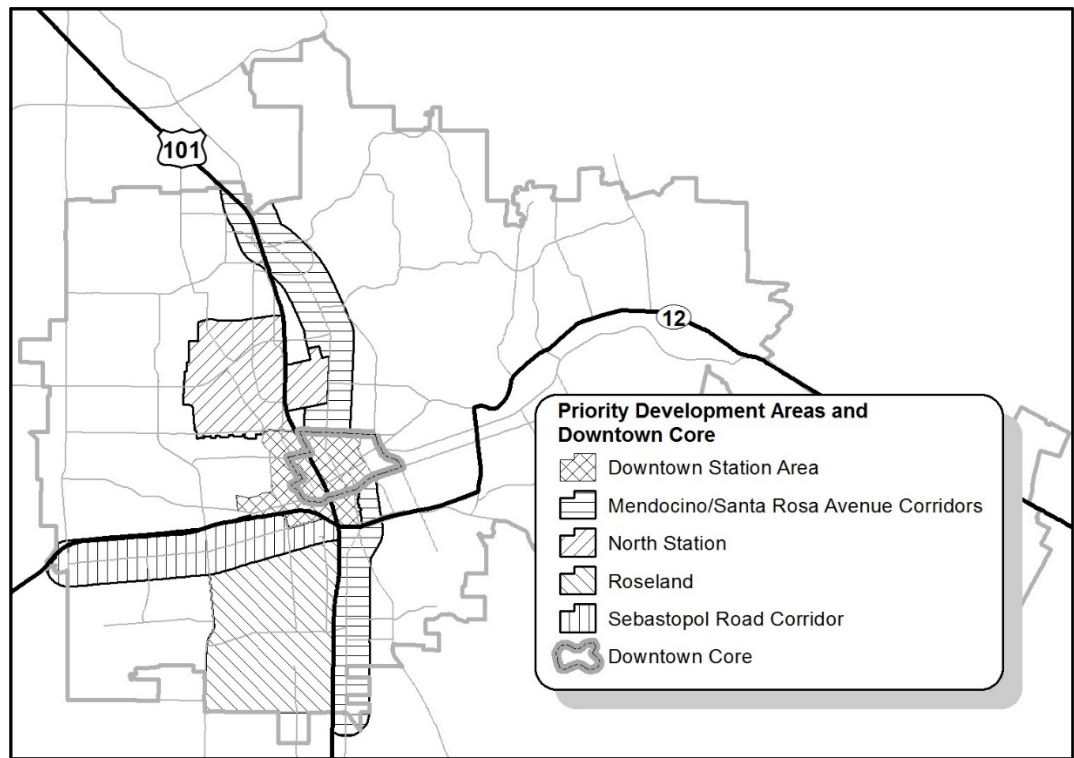 101
12
Priority Development Areas and
Downtown Core
Downtown Station Area
Mendocino/Santa Rosa Avenue Corridors
North Station
Roseland
Sebastopol Road Corridor
Downtown Core